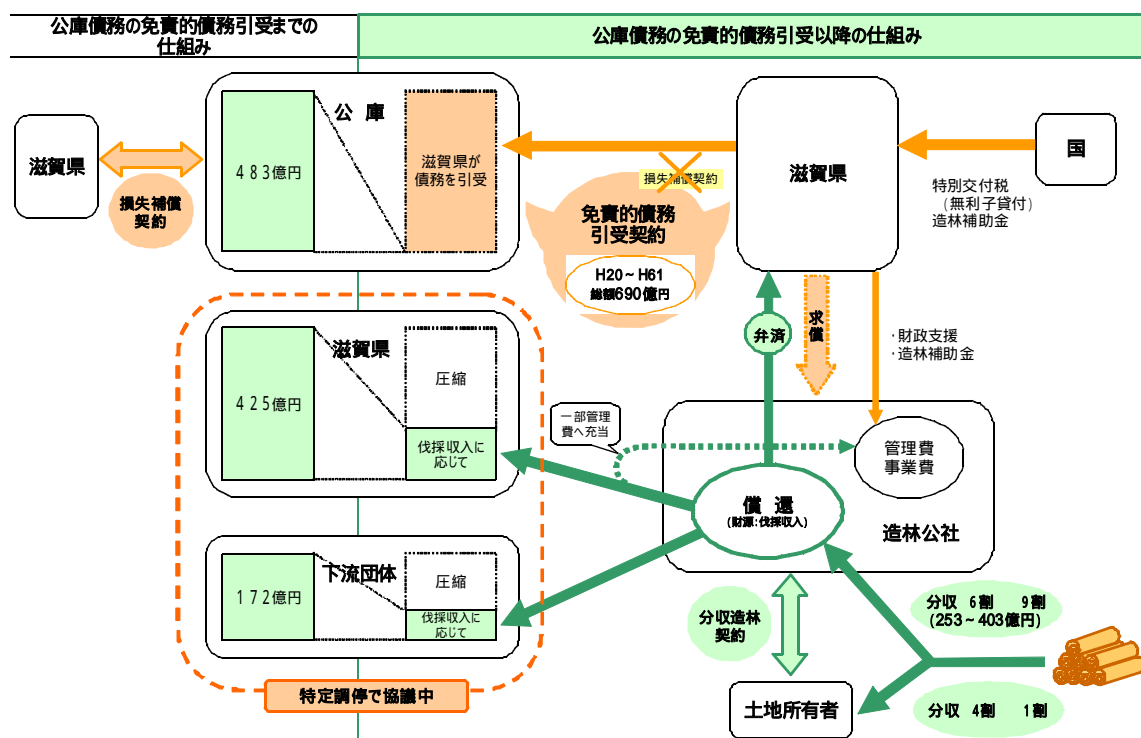 公庫債務の免責的債務引受までの
仕組み
公庫債務の免責的債務引受以降の仕組み
滋賀県
損失補償
契約
公 庫
483億円
滋賀県が
債務を引受
損失補償契約
免責的債務
引受契約
H20～H61
総額690億円
滋賀県
国
特別交付税
(無利子貸付)
造林補助金
滋賀県
425億円
圧縮
伐採収入に
応じて
弁済
求償
・財政支援
・造林補助金
一部管理
費へ充当
管理費
事業費
償 還
(財源:伐採収入)
造林公社
下流団体
172億円
圧縮
伐採収入に
応じて
特定調停で協議中
分収造林
契約
分収 6割 9割
(253～403億円)
土地所有者
分収 4割 1割